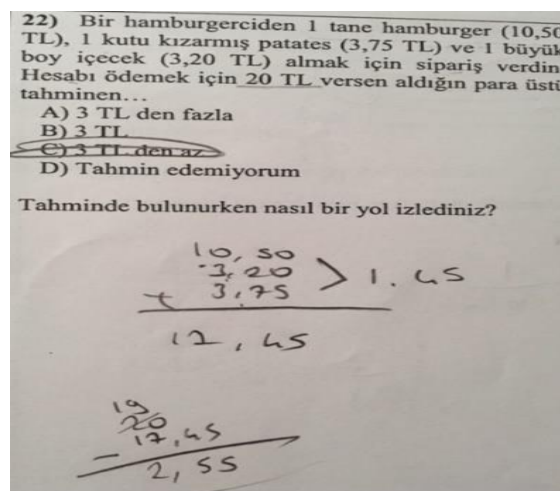 22) Bir hamburgerciden 1 tane hamburger (10,50
TL), 1 kutu kızarmış patates (3,75 TL) ve 1 büyük
boy içecek (3,20 TL) almak için sipariş verdin
Hesabı ödemek için 20 TL versen aldığın para üstü
tahminen...
A) 3 TL den fazla
B) 3 TL
C) 3 TL den az
D) Tahmin edemiyorum
Tahminde bulunurken nasıl bir yol izlediniz?
10,50
3,20 > 1.45
+ 3,75
17,45
19
20
- 17,45
2,55